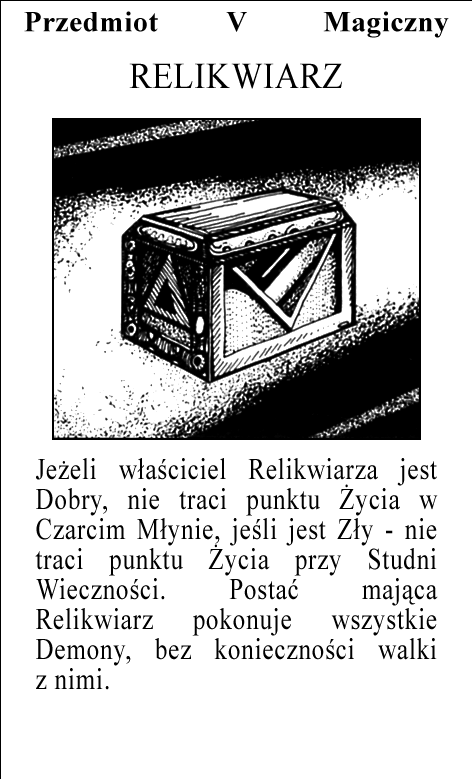 Przedmiot V Magiczny
RELIKWIARZ
Jeżeli właściciel Relikwiarza jest
Dobry, nie traci punktu Życia w
Czarcim Młynie, jeśli jest Zły - nie
traci punktu Życia przy Studni
Wieczności. Postać mająca
Relikwiarz pokonuje wszystkie
Demony, bez konieczności walki
z nimi.